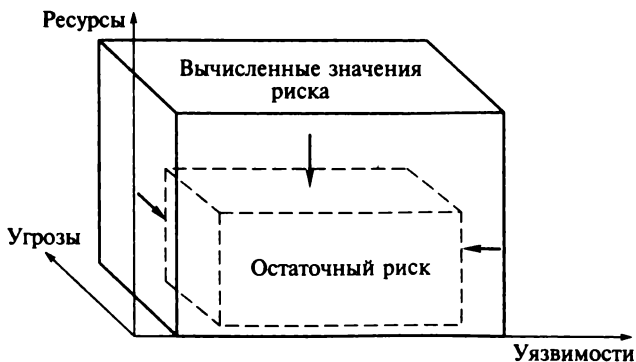 Ресурсы
Вычисленные значения
риска
Угрозы
Остаточный риск
Уязвимости